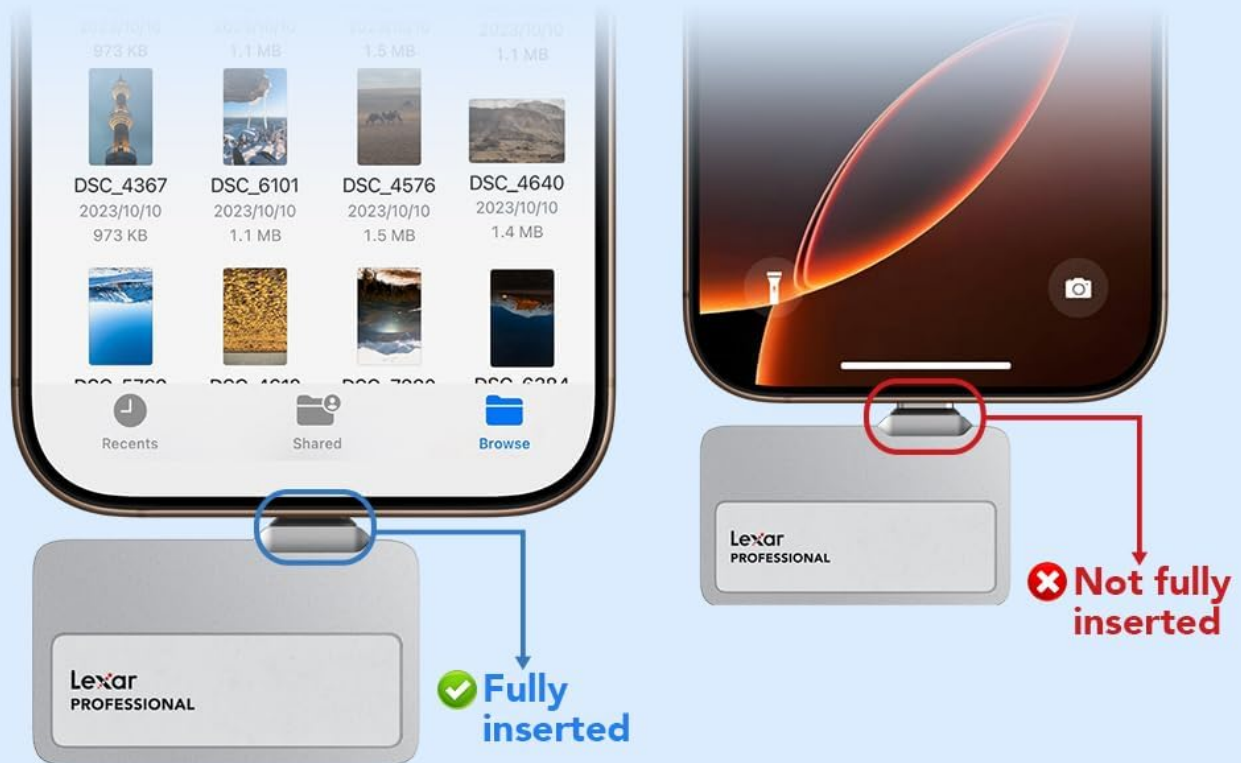 973 KB 1.1 MB 1.5 MB 1.1 MB
DSC_4367 DSC_6101 DSC_4576 DSC_4640
2023/10/10 2023/10/10 2023/10/10 2023/10/10
973 KB 1.1 MB 1.5 MB 1.4 MB
Recents Shared Browse
Lexar
PROFESSIONAL
Fully
inserted
Lexar
PROFESSIONAL
Not fully
inserted